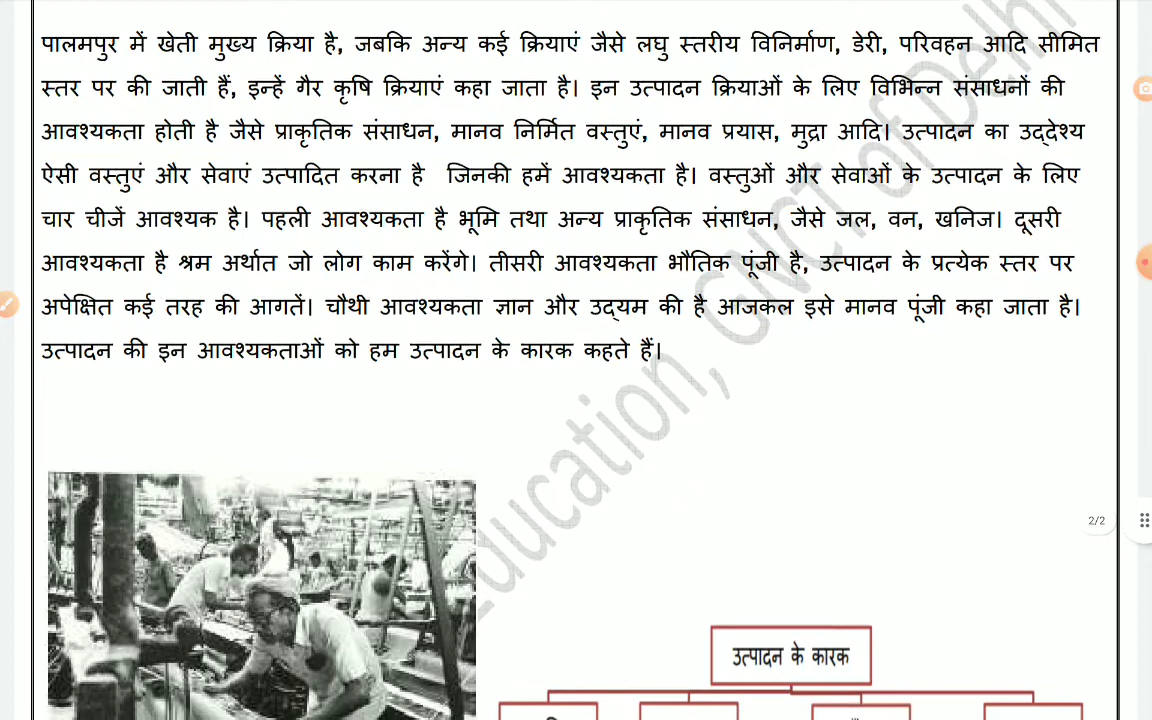 पालमपुर में खेती मुख्य क्रिया है, जबकि अन्य कई क्रियाएं जैसे लघु स्तरीय विनिर्माण, डेरी, परिवहन आदि सीमित
स्तर पर की जाती हैं, इन्हें गैर कृषि क्रियाएं कहा जाता है। इन उत्पादन क्रियाओं के लिए विभिन्न संसाधनों की
आवश्यकता होती है जैसे प्राकृतिक संसाधन, मानव निर्मित वस्तुएं, मानव प्रयास, मुद्रा आदि। उत्पादन का उद्देश्य
ऐसी वस्तुएं और सेवाएं उत्पादित करना है जिनकी हमें आवश्यकता है। वस्तुओं और सेवाओं के उत्पादन के लिए
चार चीजें आवश्यक है। पहली आवश्यकता है भूमि तथा अन्य प्राकृतिक संसाधन, जैसे जल, वन, खनिज। दूसरी
आवश्यकता है श्रम अर्थात जो लोग काम करेंगे। तीसरी आवश्यकता भौतिक पूंजी है, उत्पादन के प्रत्येक स्तर पर
अपेक्षित कई तरह की आगतें। चौथी आवश्यकता ज्ञान और उद्यम की है आजकल इसे मानव पूंजी कहा जाता है।
उत्पादन की इन आवश्यकताओं को हम उत्पादन के कारक कहते हैं।
Education, GNCT of Delhi
2/2
उत्पादन के कारक